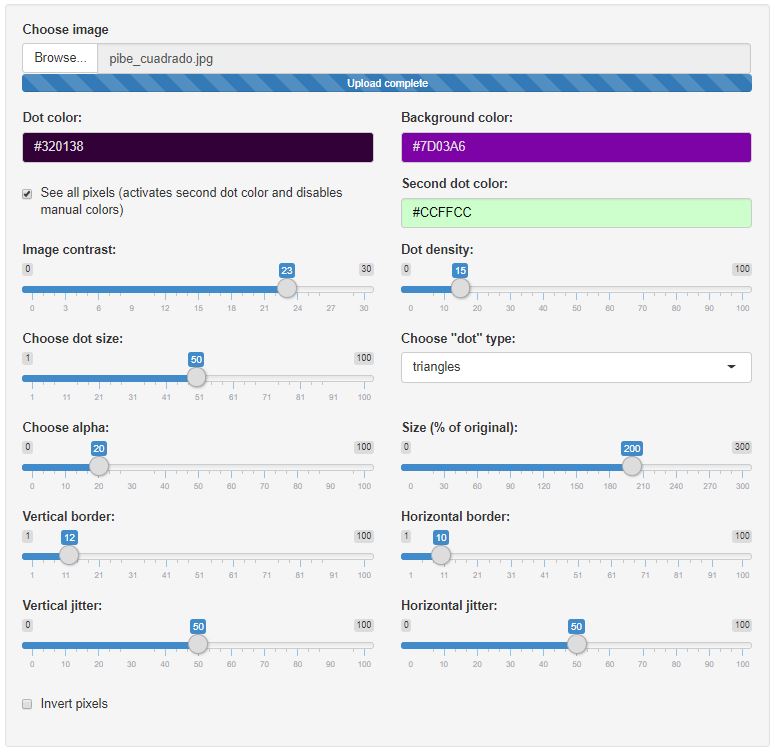 Choose image
Browse... pibe_cuadrado.jpg
Upload complete
Dot color: Background color:
#320138 #7D03A6
See all pixels (activates second dot color and disables
manual colors)
Second dot color:
#CCFFCC
Image contrast: Dot density:
0 23 30 0 15 100
0 3 6 9 12 15 18 21 24 27 30 0 10 20 30 40 50 60 70 80 90 100
Choose dot size: Choose "dot" type:
1 50 100 triangles
1 11 21 31 41 51 61 71 81 91 100
Choose alpha: Size (% of original):
0 20 100 0 200 300
0 10 20 30 40 50 60 70 80 90 100 0 30 60 90 120 150 180 210 240 270 300
Vertical border: Horizontal border:
1 12 100 1 10 100
1 11 21 31 41 51 61 71 81 91 100 1 11 21 31 41 51 61 71 81 91 100
Vertical jitter: Horizontal jitter:
0 50 100 0 50 100
0 10 20 30 40 50 60 70 80 90 100 0 10 20 30 40 50 60 70 80 90 100
Invert pixels